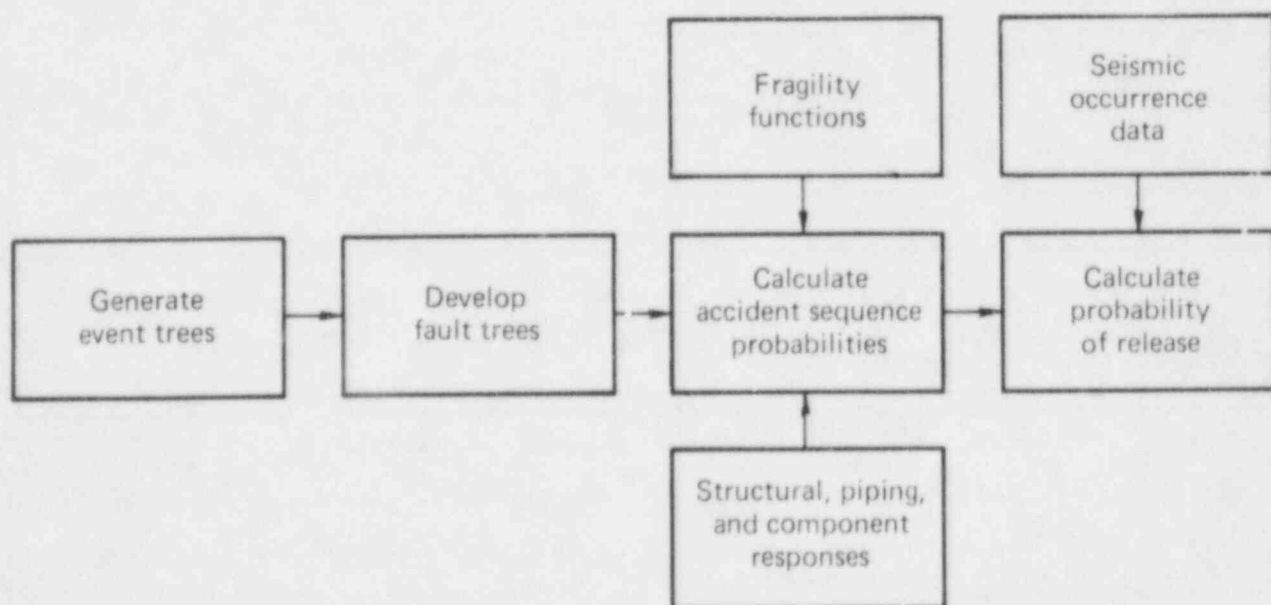 Fragility
functions
Seismic
occurrence
data
Generate
event trees
Develop
fault trees
Calculate
accident sequence
probabilities
Calculate
probability
of release
Structural, piping,
and component
responses